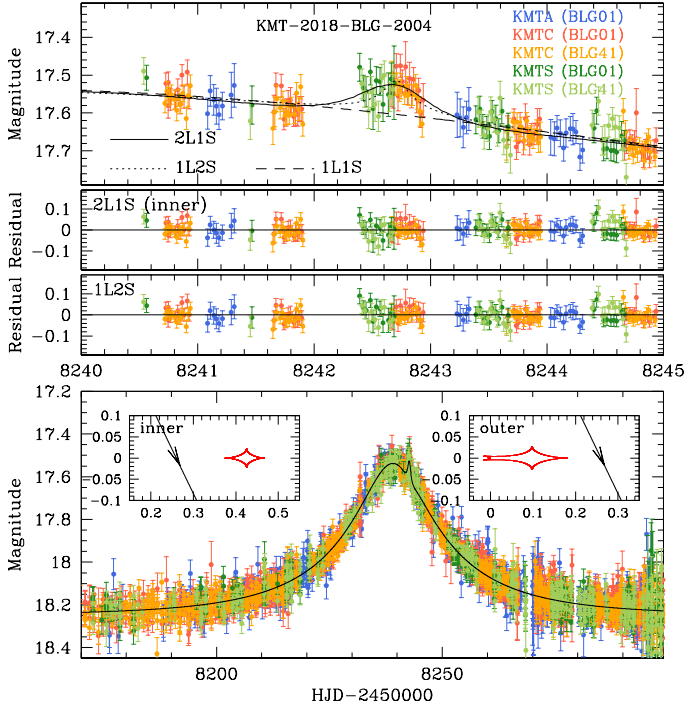 KMT-2018-BLG-2004
KMTA (BLG01)
KMTC (BLG01)
KMTC (BLG41)
KMTS (BLG01)
KMTS (BLG41)
17.4
17.5
17.6
17.7
Magnitude
2L1S
1L2S
1L1S
2L1S (inner)
0.1
0
-0.1
Residual
1L2S
0.1
0
-0.1
Residual
8240
8241
8242
8243
8244
8245
17.2
17.4
17.6
17.8
18
18.2
18.4
Magnitude
inner
0.1
0.05
0
-0.05
-0.1
0.2
0.3
0.4
0.5
outer
0.1
0.05
0
-0.05
-0.1
0
0.1
0.2
0.3
8200
8250
HJD-2450000